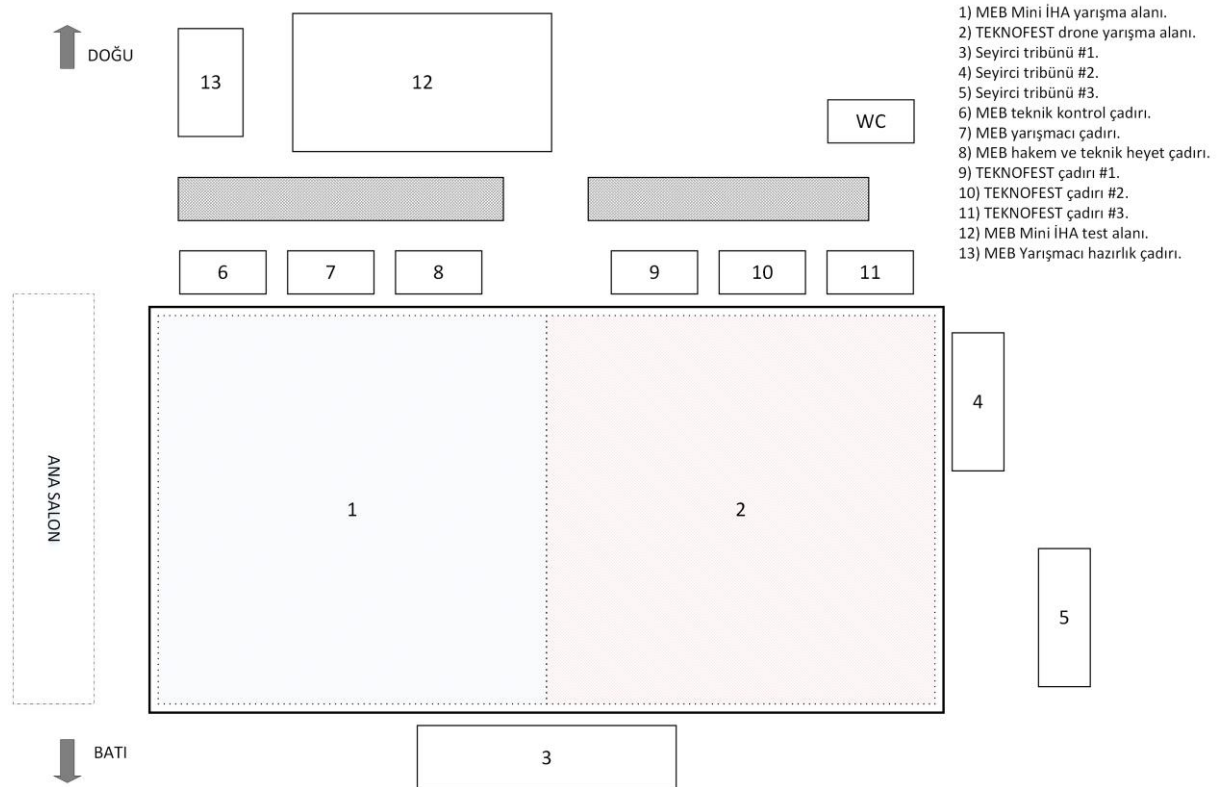 DOĞU
13
12
WC
1) MEB Mini İHA yarışma alanı.
2) TEKNOFEST drone yarışma alanı.
3) Seyirci tribünü #1.
4) Seyirci tribünü #2.
5) Seyirci tribünü #3.
6) MEB teknik kontrol çadırı.
7) MEB yarışmacı çadırı.
8) MEB hakem ve teknik heyet çadırı.
9) TEKNOFEST çadırı #1.
10) TEKNOFEST çadırı #2.
11) TEKNOFEST çadırı #3.
12) MEB Mini İHA test alanı.
13) MEB Yarışmacı hazırlık çadırı.
6
7
8
9
10
11
ANA SALON
1
2
4
5
BATI
3